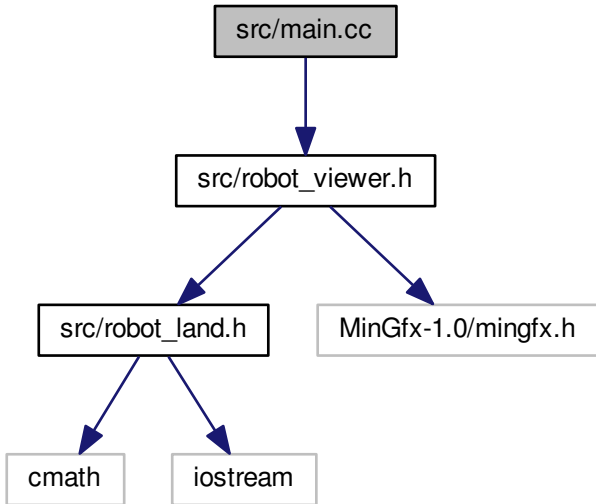 src/main.cc
src/robot_viewer.h
src/robot_land.h
MinGfx-1.0/mingfx.h
cmath
iostream